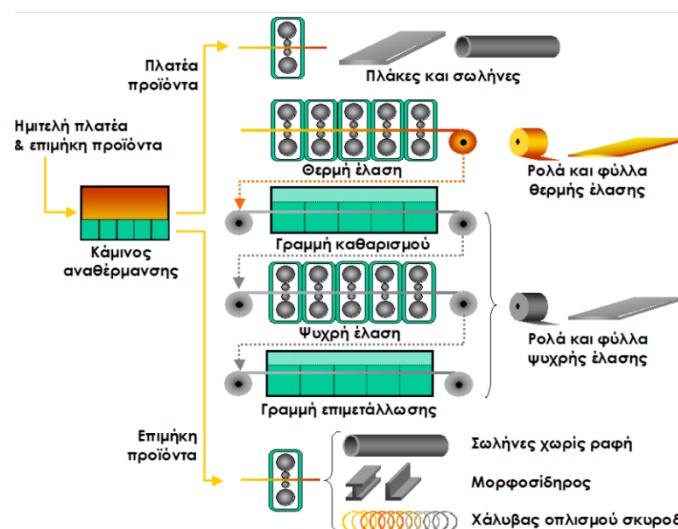 Πλατέα
προϊόντα
Πλάκες και σωλήνες
Ημιτελή πλατέα
& επιμήκη προϊόντα
Θερμή έλαση
Ρολά και φύλλα
θερμής έλασης
Κάμινος
αναθέρμανσης
Γραμμή καθαρισμού
Ψυχρή έλαση
Ρολά και φύλλα
ψυχρής έλασης
Γραμμή επιμετάλλωσης
Επιμήκη
προϊόντα
Σωλήνες χωρίς ραφή
Μορφοσίδηρος
Χάλυβας οπλισμού